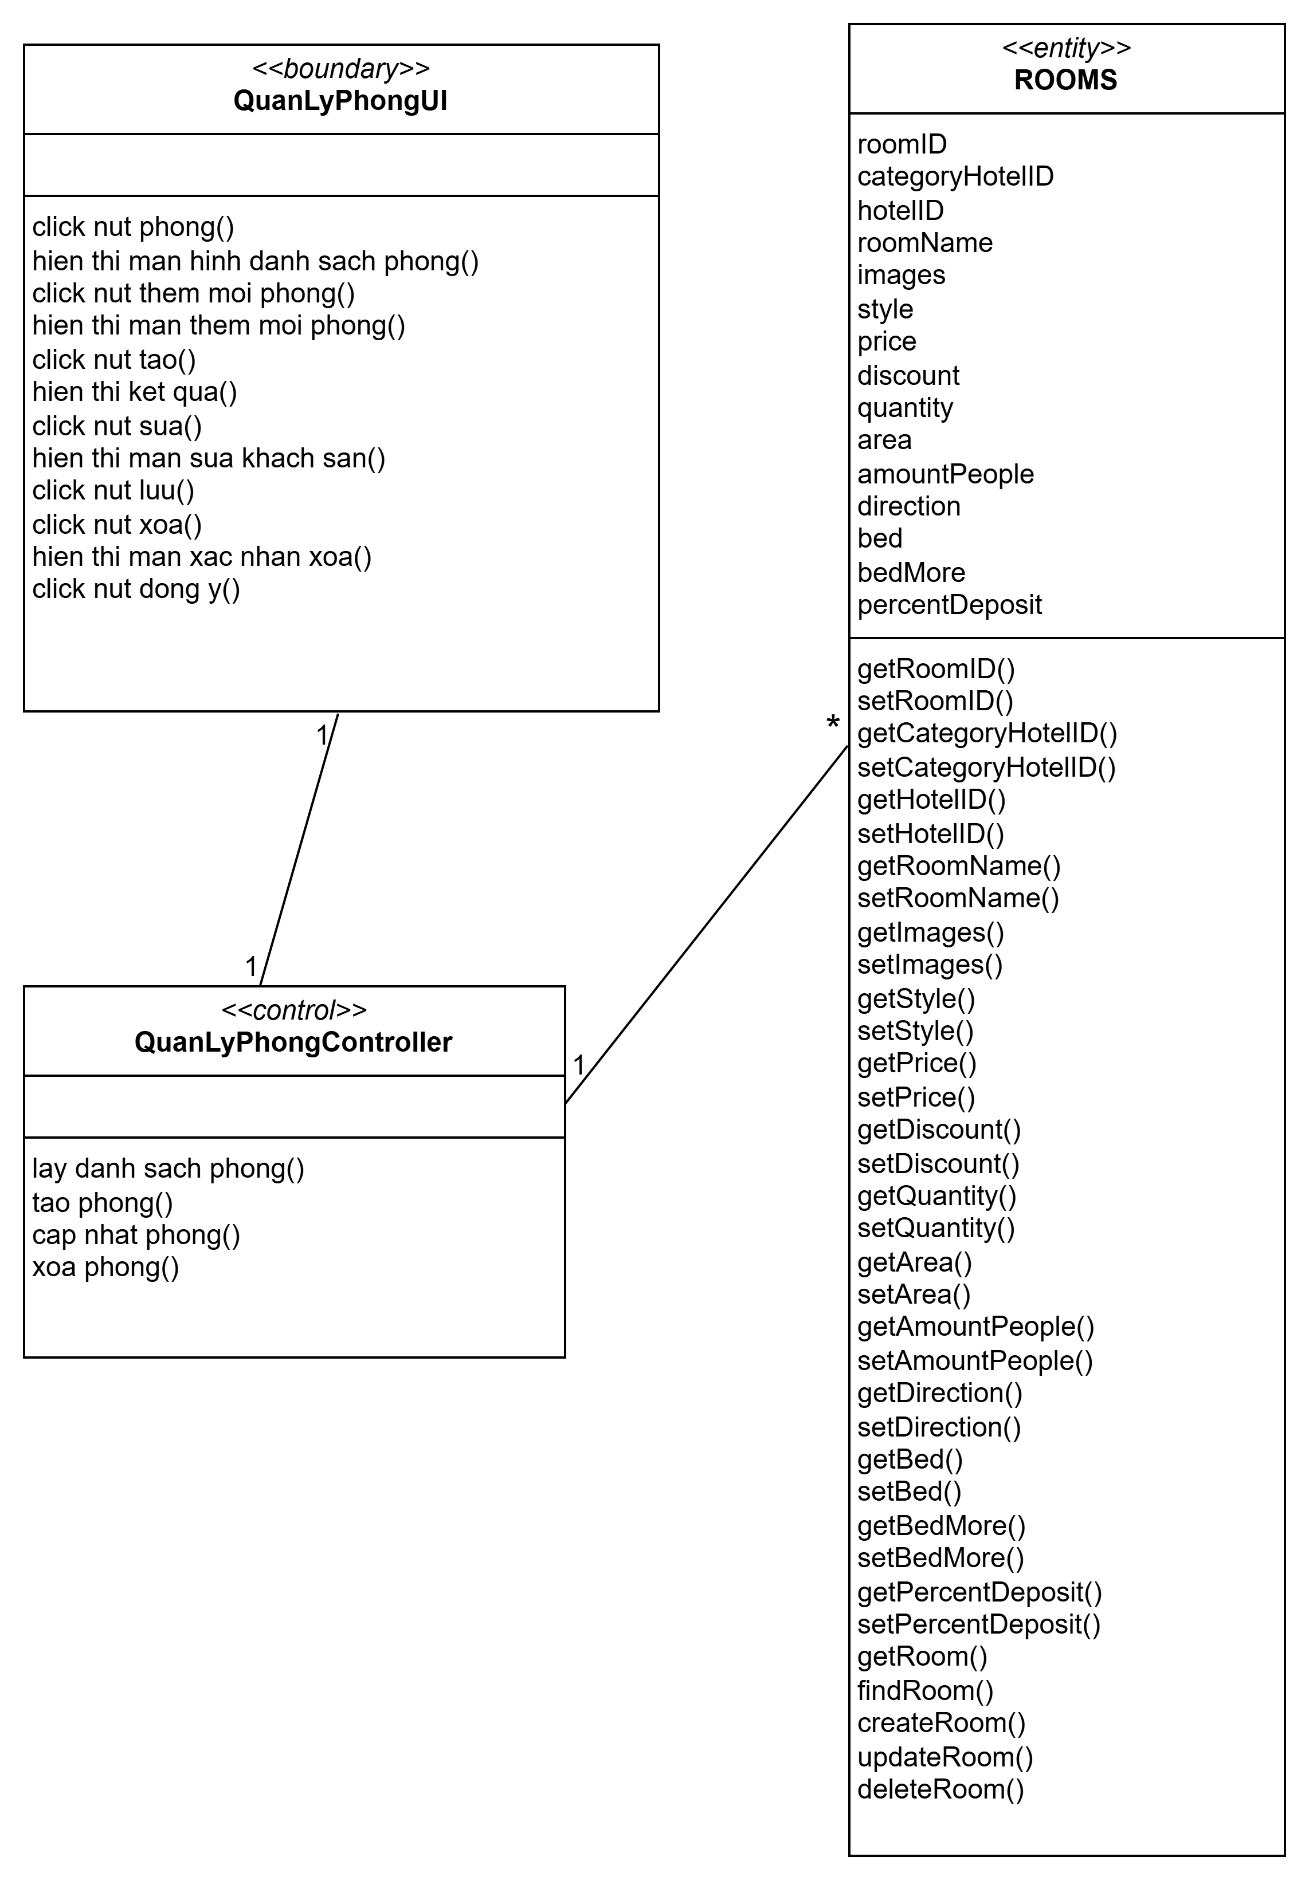 <<boundary>>
QuanLyPhongUI
click nut phong()
hien thi man hinh danh sach phong()
click nut them moi phong()
hien thi man them moi phong()
click nut tao()
hien thi ket qua()
click nut sua()
hien thi man sua khach san()
click nut luu()
click nut xoa()
hien thi man xac nhan xoa()
click nut dong y()
1
1
<<control>>
QuanLyPhongController
lay danh sach phong()
tao phong()
cap nhat phong()
xoa phong()
1
*
<<entity>>
ROOMS
roomID
categoryHotelID
hotelID
roomName
images
style
price
discount
quantity
area
amountPeople
direction
bed
bedMore
percentDeposit
getRoomID()
setRoomID()
getCategoryHotelID()
setCategoryHotelID()
getHotelID()
setHotelID()
getRoomName()
setRoomName()
getImages()
setImages()
getStyle()
setStyle()
getPrice()
setPrice()
getDiscount()
setDiscount()
getQuantity()
setQuantity()
getArea()
setArea()
getAmountPeople()
setAmountPeople()
getDirection()
setDirection()
getBed()
setBed()
getBedMore()
setBedMore()
getPercentDeposit()
setPercentDeposit()
getRoom()
findRoom()
createRoom()
updateRoom()
deleteRoom()